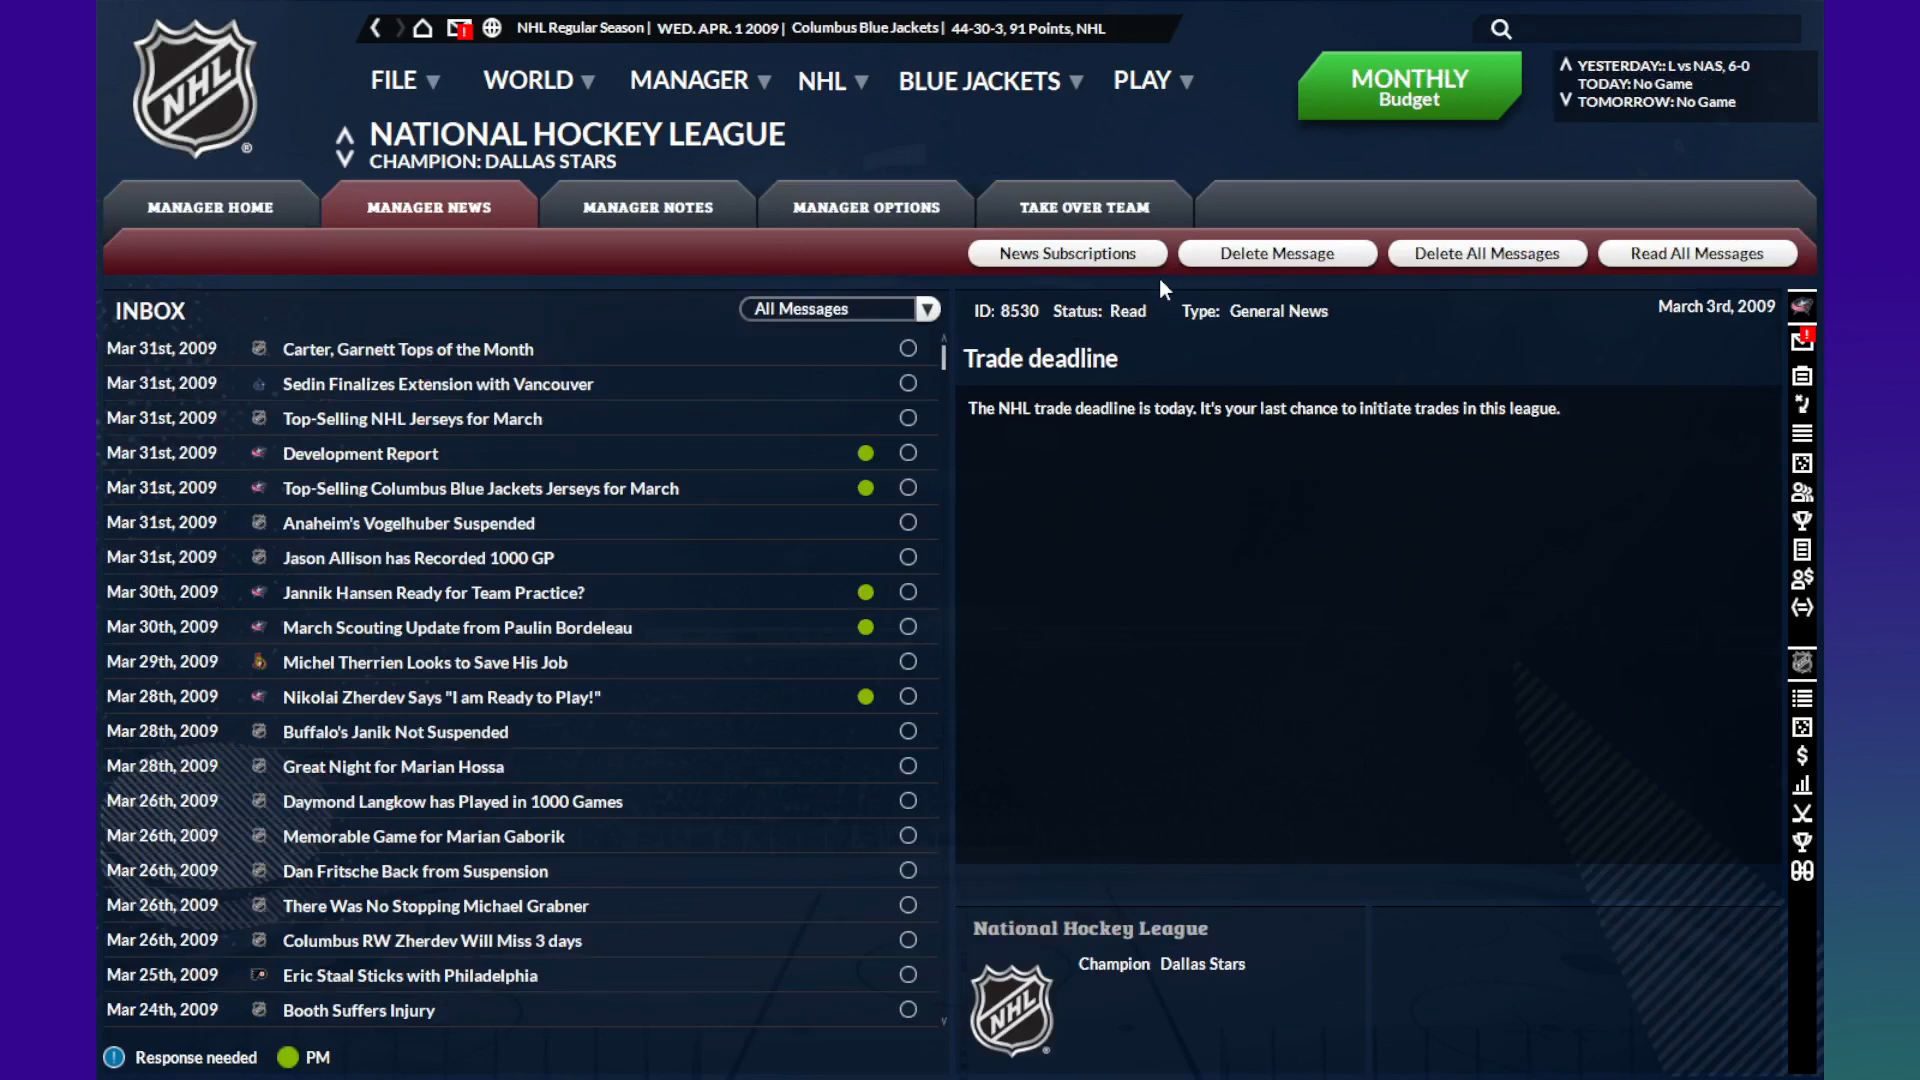 NHL Regular Season | WED. APR. 1 2009 | Columbus Blue Jackets | 44-30-3, 91 Points, NHL
NHL
FILE WORLD MANAGER NHL BLUE JACKETS PLAY
MONTHLY
Budget
YESTERDAY:: L vs NAS, 6-0
TODAY: No Game
TOMORROW: No Game
NATIONAL HOCKEY LEAGUE
CHAMPION: DALLAS STARS
MANAGER HOME MANAGER NEWS MANAGER NOTES MANAGER OPTIONS TAKE OVER TEAM
News Subscriptions Delete Message Delete All Messages Read All Messages
INBOX All Messages
Mar 31st, 2009 Carter, Garnett Tops of the Month
Mar 31st, 2009 Sedin Finalizes Extension with Vancouver
Mar 31st, 2009 Top-Selling NHL Jerseys for March
Mar 31st, 2009 Development Report
Mar 31st, 2009 Top-Selling Columbus Blue Jackets Jerseys for March
Mar 31st, 2009 Anaheim's Vogelhuber Suspended
Mar 31st, 2009 Jason Allison has Recorded 1000 GP
Mar 30th, 2009 Jannik Hansen Ready for Team Practice?
Mar 30th, 2009 March Scouting Update from Paulin Bordeleau
Mar 29th, 2009 Michel Therrien Looks to Save His Job
Mar 28th, 2009 Nikolai Zherdev Says "I am Ready to Play!"
Mar 28th, 2009 Buffalo's Janik Not Suspended
Mar 28th, 2009 Great Night for Marian Hossa
Mar 26th, 2009 Daymond Langkow has Played in 1000 Games
Mar 26th, 2009 Memorable Game for Marian Gaborik
Mar 26th, 2009 Dan Fritsche Back from Suspension
Mar 26th, 2009 There Was No Stopping Michael Grabner
Mar 26th, 2009 Columbus RW Zherdev Will Miss 3 days
Mar 25th, 2009 Eric Staal Sticks with Philadelphia
Mar 24th, 2009 Booth Suffers Injury
Response needed PM
ID: 8530 Status: Read Type: General News March 3rd, 2009
Trade deadline
The NHL trade deadline is today. It's your last chance to initiate trades in this league.
National Hockey League
Champion Dallas Stars
NHL